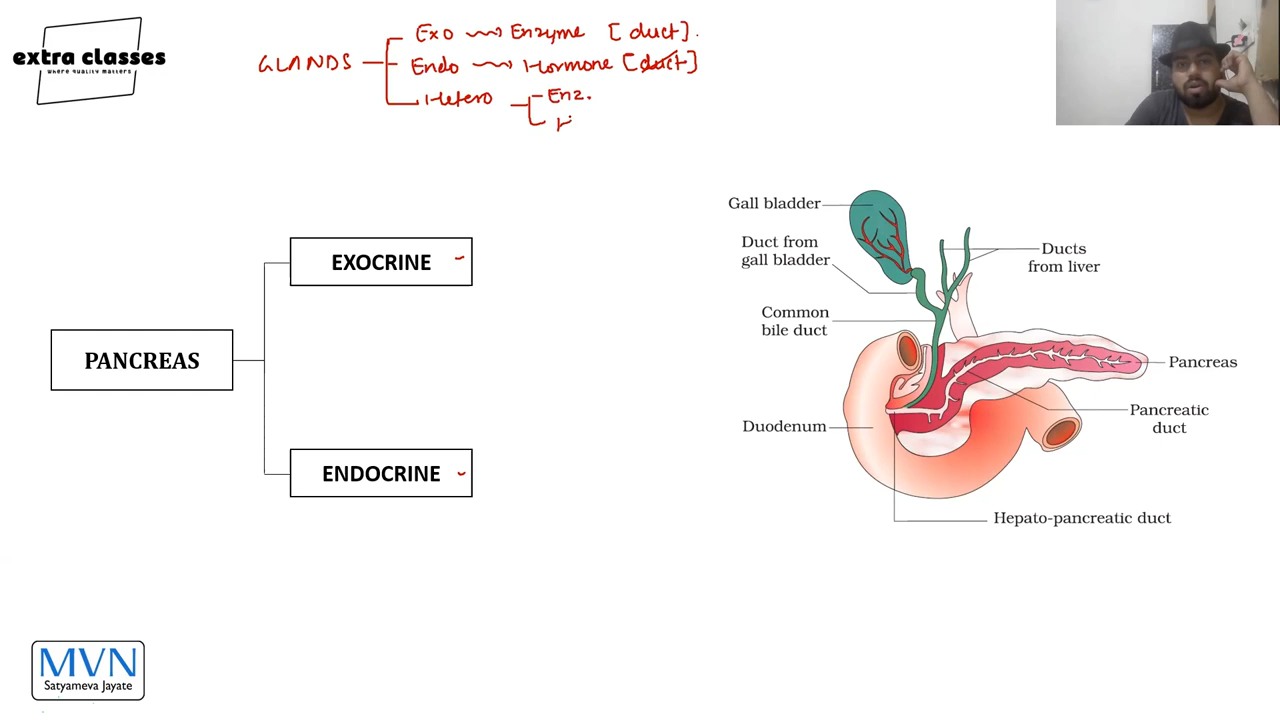 extra classes
where quality matters
GLANDS
Exo Enzyme [duct].
Endo Hormone [duct]
Hetero
Enz.
EXOCRINE
PANCREAS
ENDOCRINE
Gall bladder
Duct from
gall bladder
Ducts
from liver
Common
bile duct
Pancreas
Pancreatic
duct
Duodenum
Hepato-pancreatic duct
MVN
Satyameva Jayate